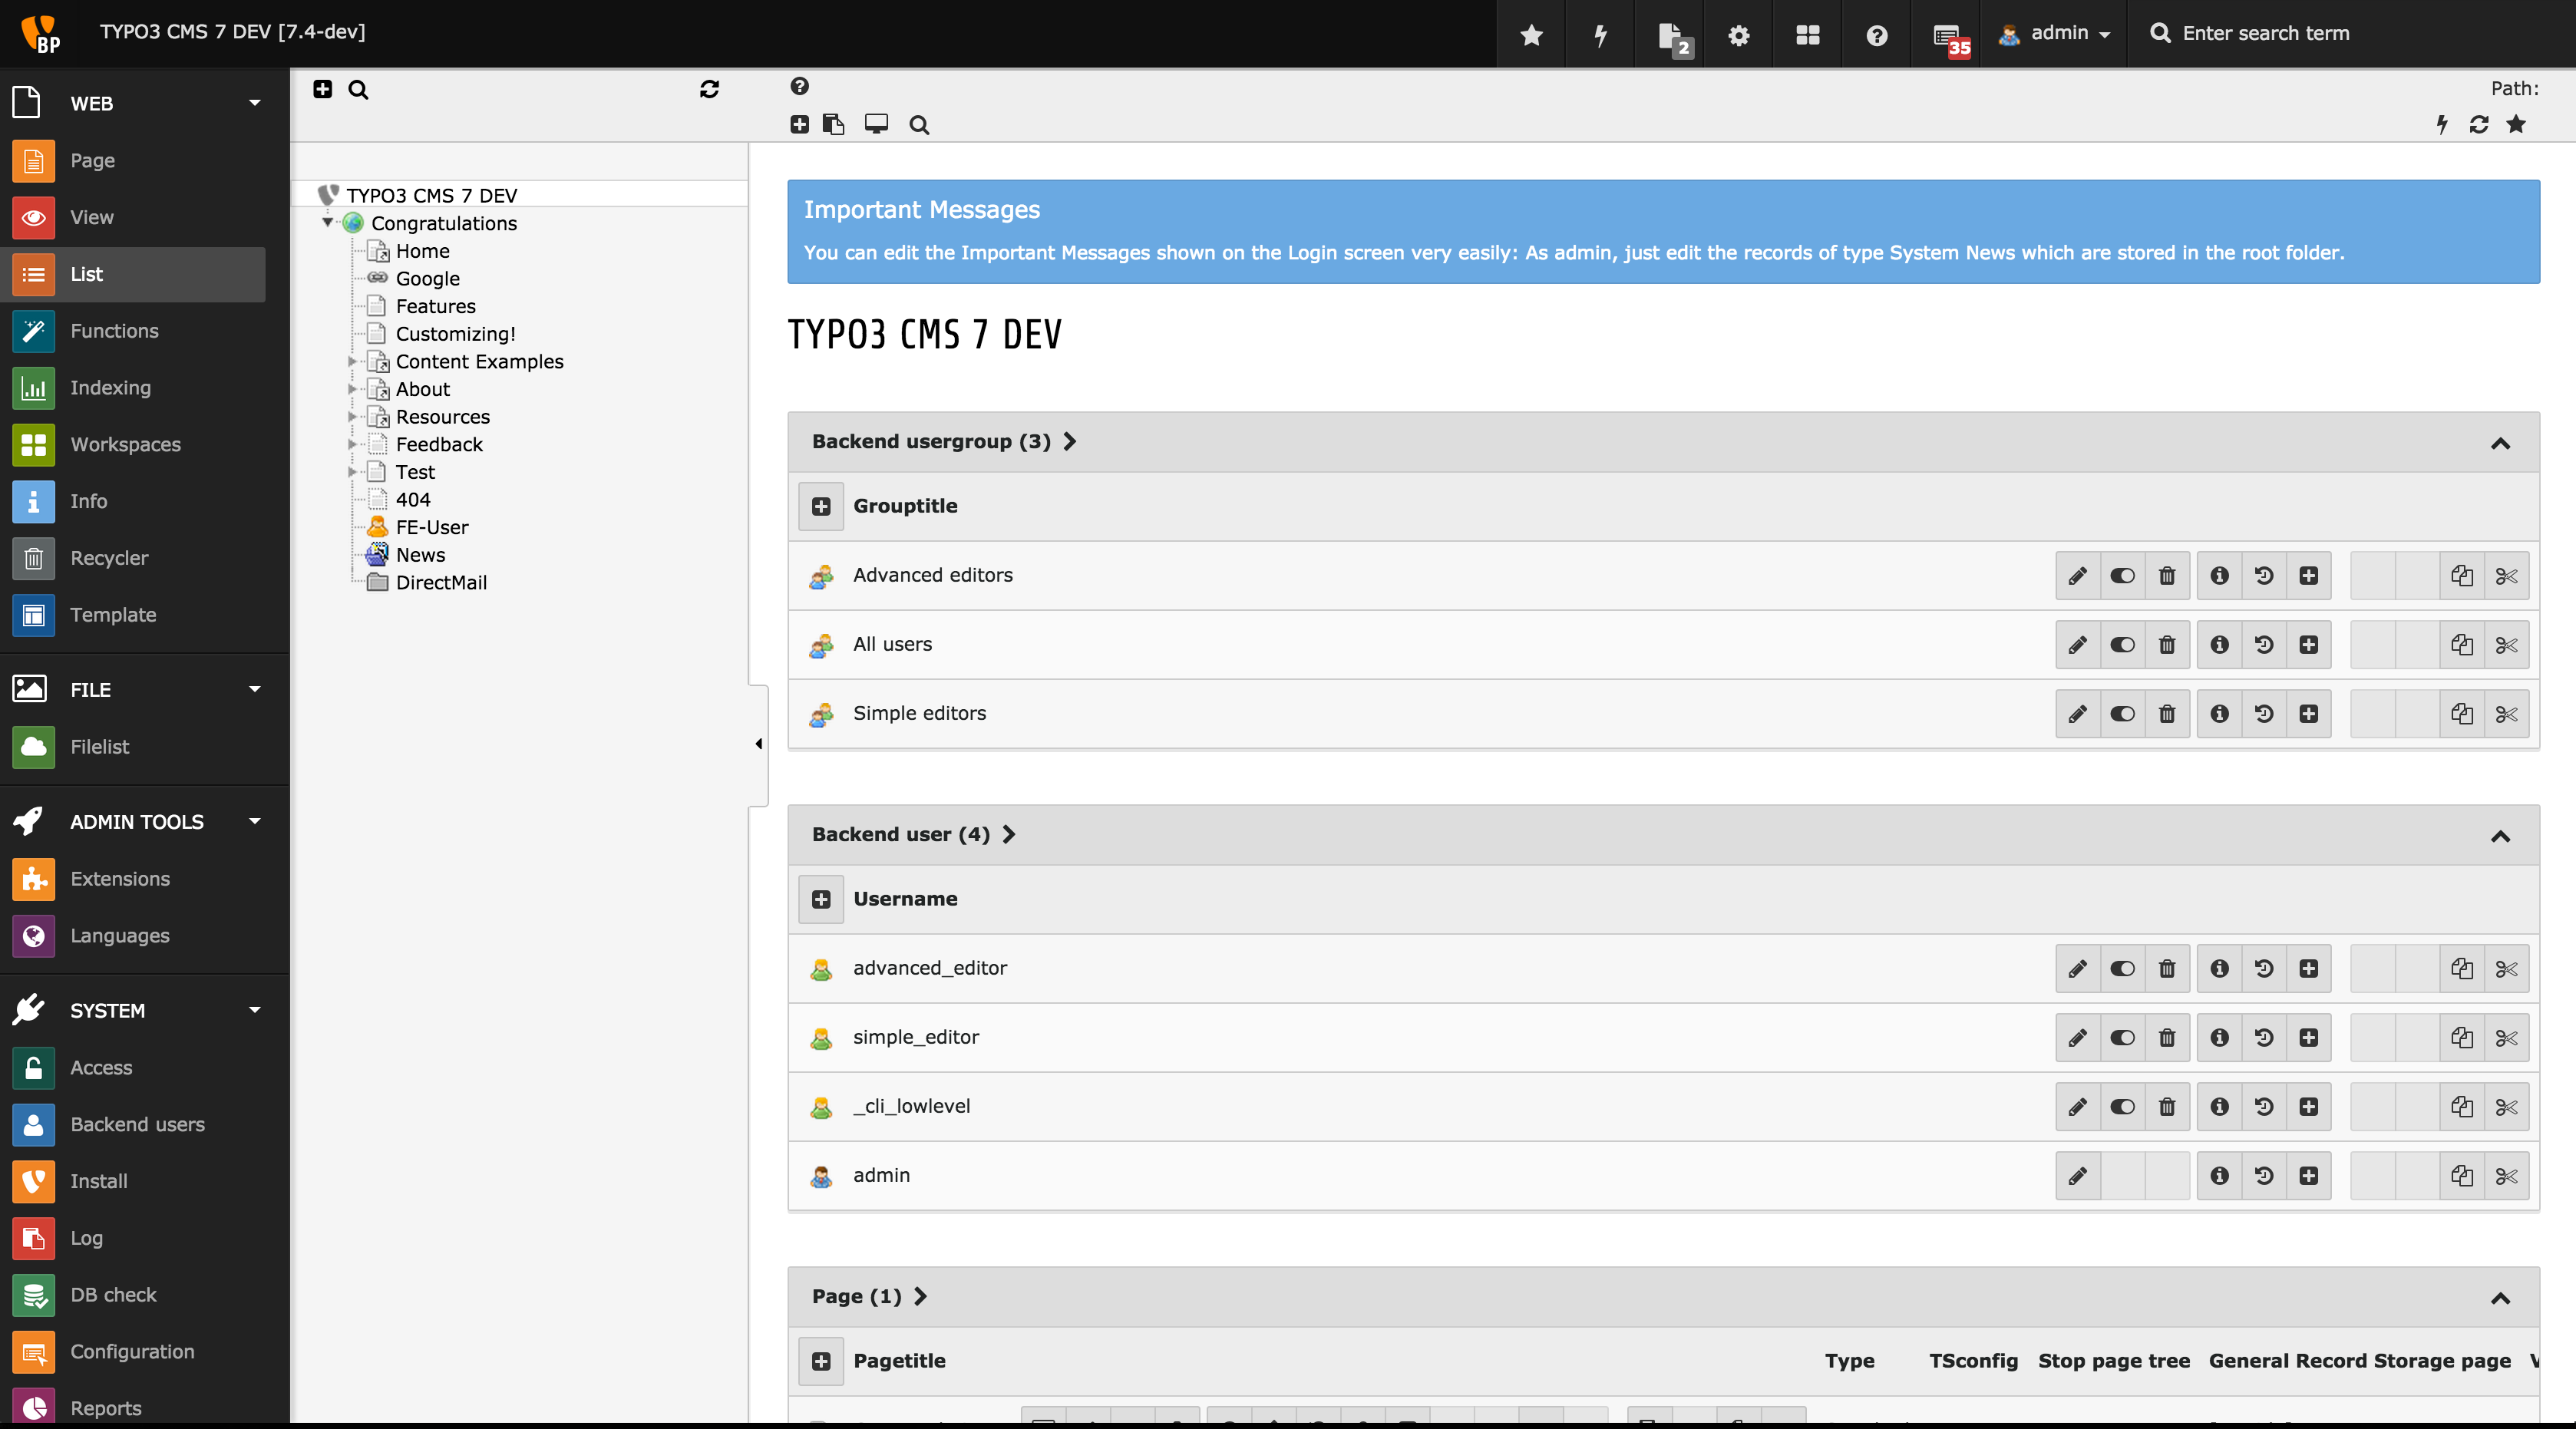 BP
TYPO3 CMS 7 DEV [7.4-dev]
2
35
admin
Enter search term
WEB
Page
View
List
Functions
Indexing
Workspaces
Info
Recycler
Template
FILE
Filelist
ADMIN TOOLS
Extensions
Languages
SYSTEM
Access
Backend users
Install
Log
DB check
Configuration
Reports
TYPO3 CMS 7 DEV
Congratulations
Home
Google
Features
Customizing!
Content Examples
About
Resources
Feedback
Test
404
FE-User
News
DirectMail
Path:
Important Messages
You can edit the Important Messages shown on the Login screen very easily: As admin, just edit the records of type System News which are stored in the root folder.
TYPO3 CMS 7 DEV
Backend usergroup (3)
Grouptitle
Advanced editors
All users
Simple editors
Backend user (4)
Username
advanced_editor
simple_editor
_cli_lowlevel
admin
Page (1)
Pagetitle Type TSconfig Stop page tree General Record Storage page